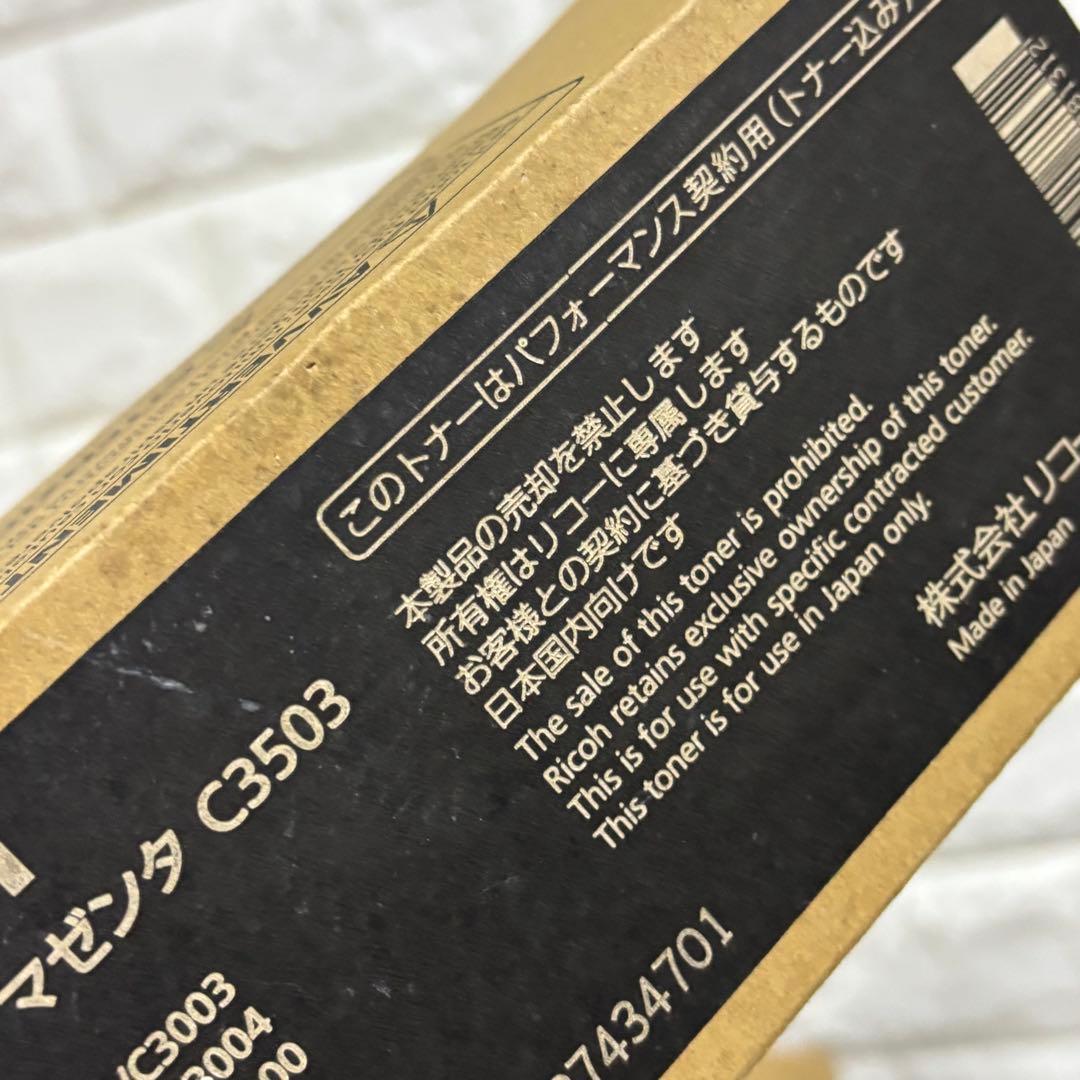 このトナーはパフォーマンス契約用(トナー込み)
本製品の売却を禁止します
所有権はリコーに専属します
お客様との契約に基づき貸与するものです
日本国内向けです
The sale of this toner is prohibited.
Ricoh retains exclusive ownership of this toner.
This is for use with specific contracted customer.
This toner is for use in Japan only.
株式会社 リコー
Made in Japan
マゼンタ C3503
C3003
3004
00
7434701